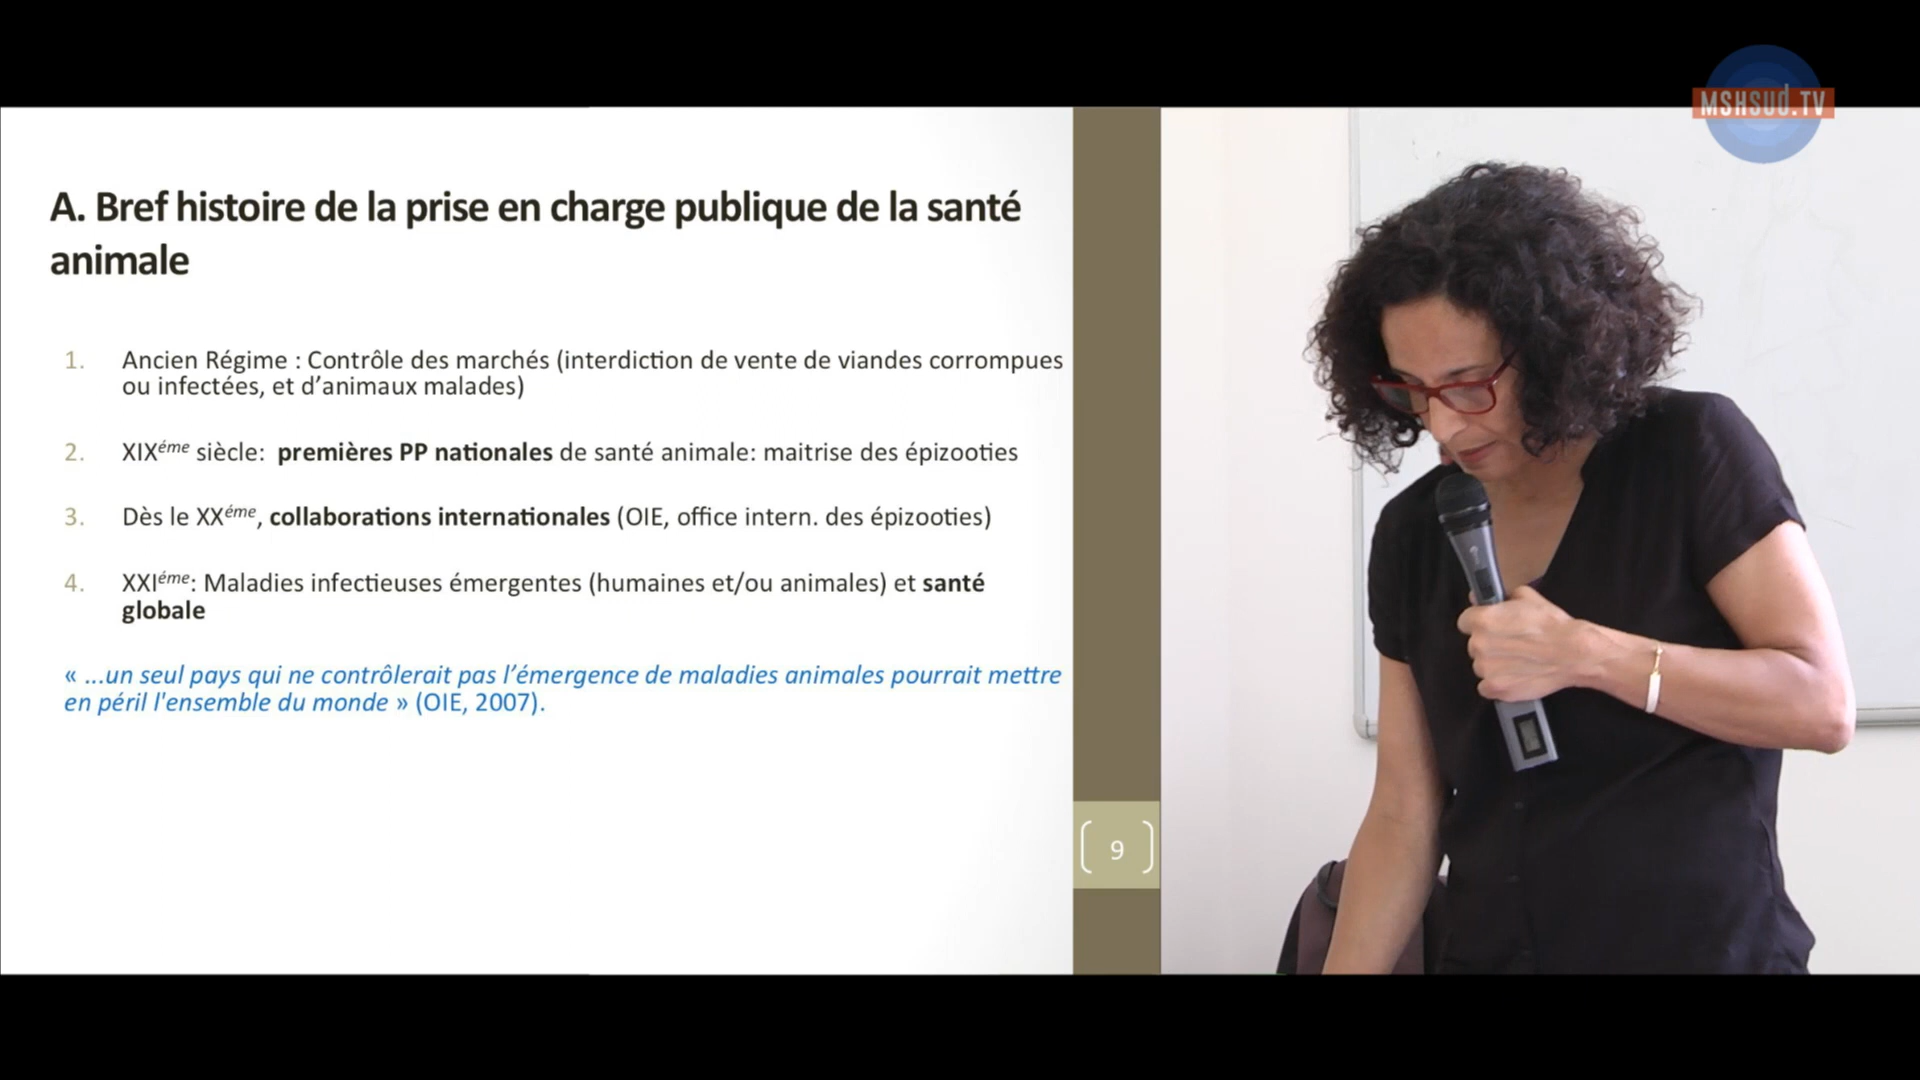 MSHSUD.TV
A. Bref histoire de la prise en charge publique de la santé
animale
1. Ancien Régime : Contrôle des marchés (interdiction de vente de viandes corrompues
ou infectées, et d’animaux malades)
2. XIXéme siècle: premières PP nationales de santé animale: maitrise des épizooties
3. Dès le XXéme, collaborations internationales (OIE, office intern. des épizooties)
4. XXIéme: Maladies infectieuses émergentes (humaines et/ou animales) et santé
globale
« ...un seul pays qui ne contrôlerait pas l’émergence de maladies animales pourrait mettre
en péril l'ensemble du monde » (OIE, 2007).
9